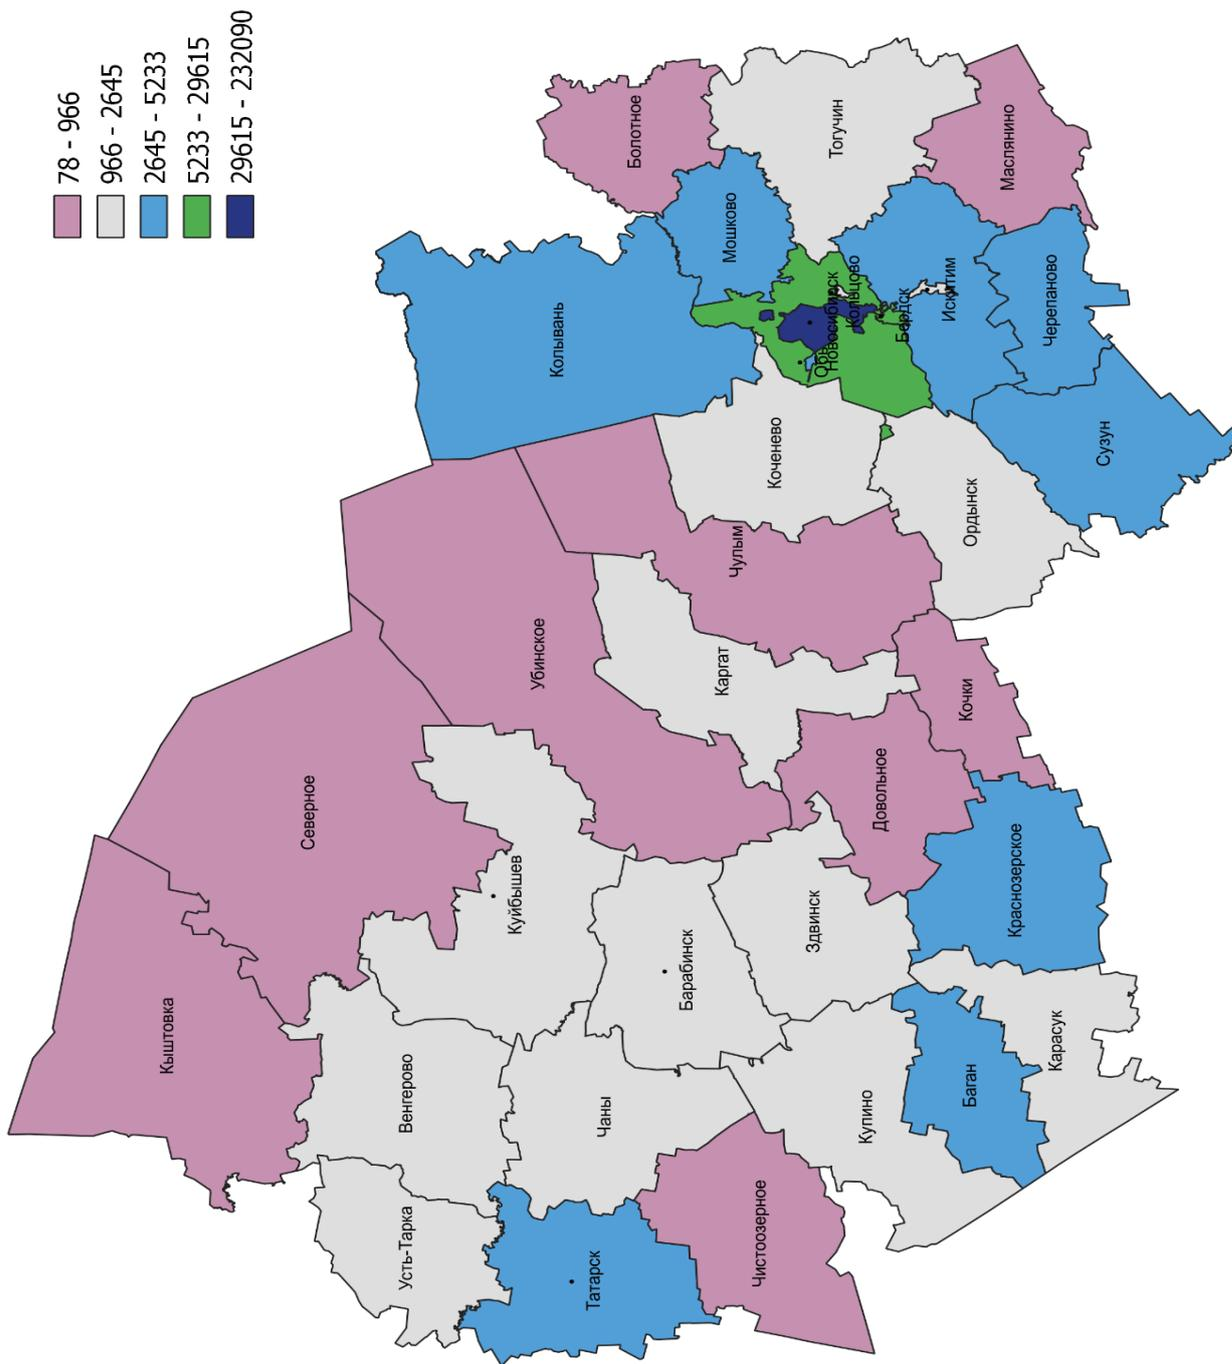 78 - 966
966 - 2645
2645 - 5233
5233 - 29615
29615 - 232090
Кыштовка
Северное
Усть-Тарка
Венгерово
Куйбышев
Убинское
Колывань
Татарск
Чаны
Барабинск
Каргат
Чулым
Коченево
Мошково
Болотное
Тогучин
Чистоозерное
Купино
Здвинск
Довольное
Обь
Новосибирск
Кольцово
Бердск
Искитим
Маслянино
Баган
Карасук
Краснозерское
Кочки
Ордынск
Сузун
Черепаново